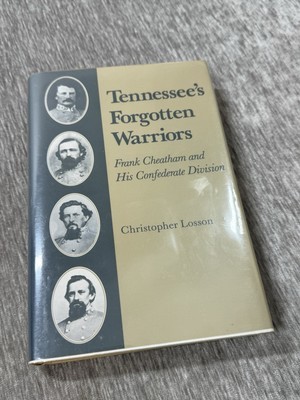 Tennessee's
Forgotten
Warriors
Frank Cheatham and
His Confederate Division
Christopher Losson